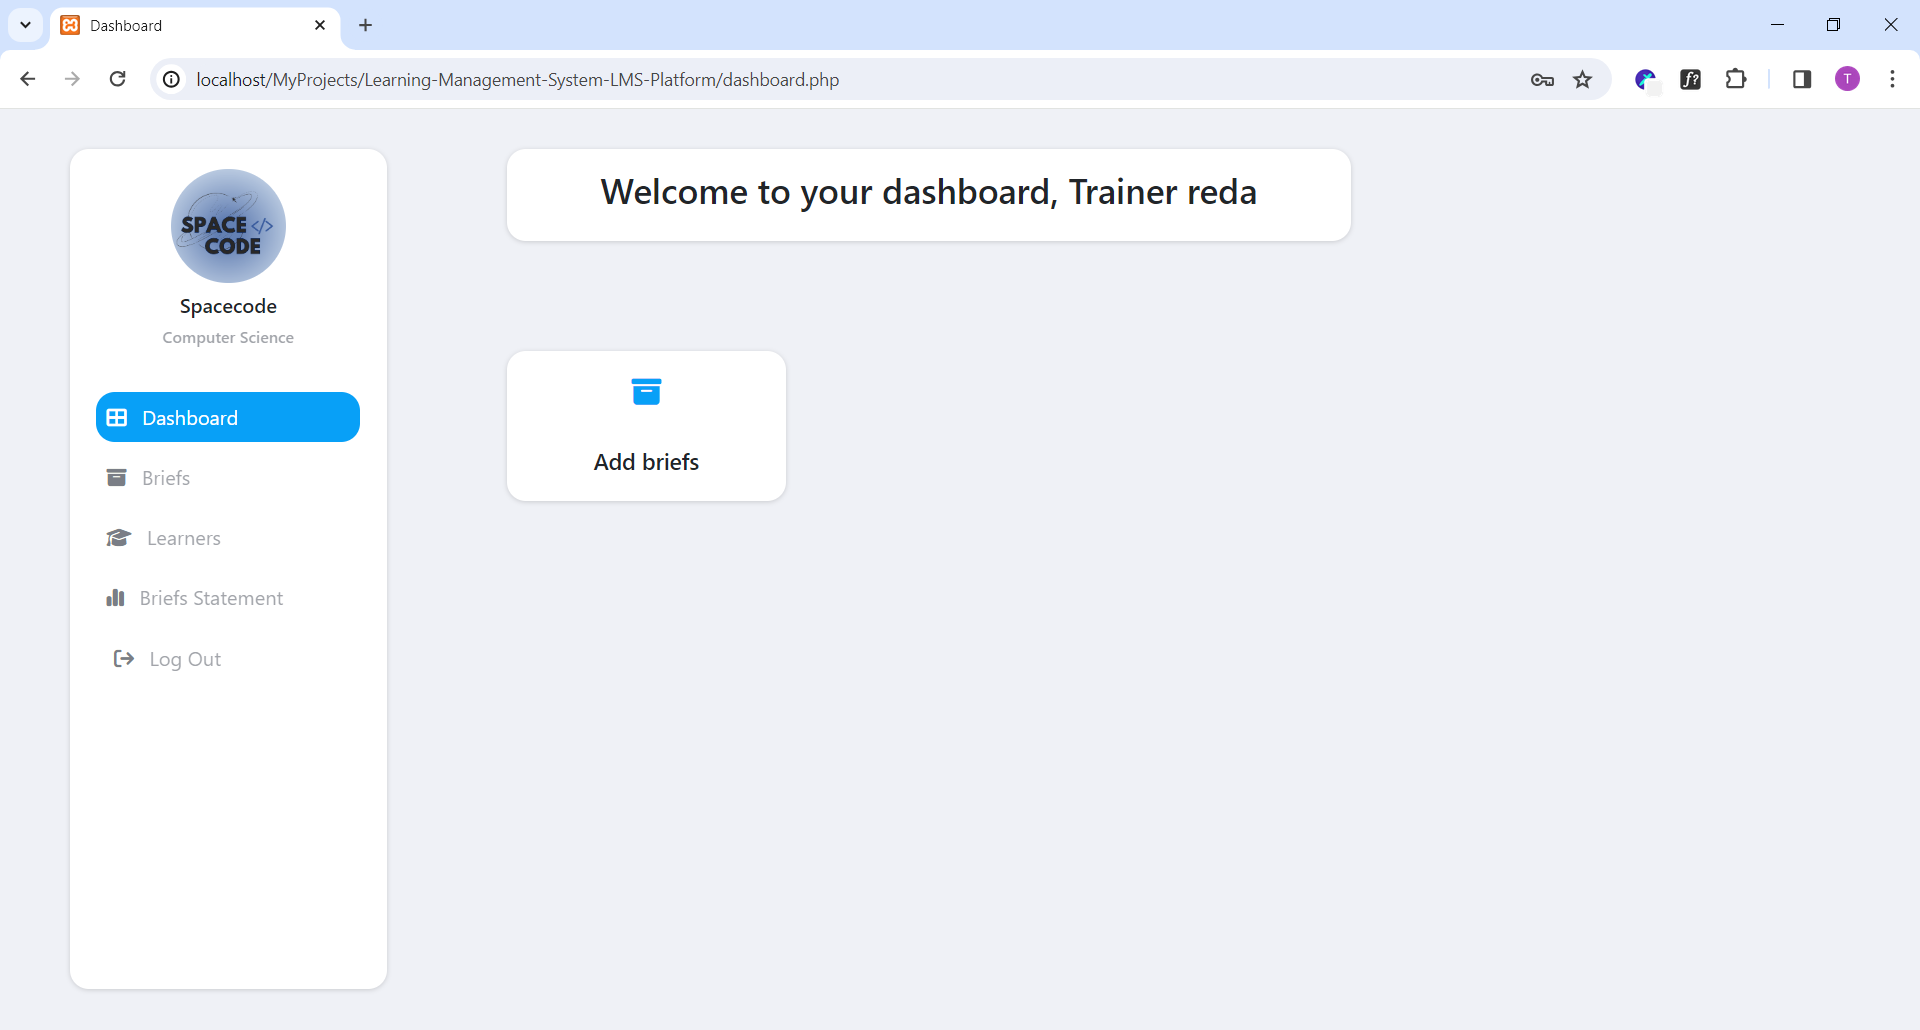 Dashboard
localhost/MyProjects/Learning-Management-System-LMS-Platform/dashboard.php
f?
T
SPACE </>
CODE
Spacecode
Computer Science
Dashboard
Briefs
Learners
Briefs Statement
Log Out
Welcome to your dashboard, Trainer reda
Add briefs